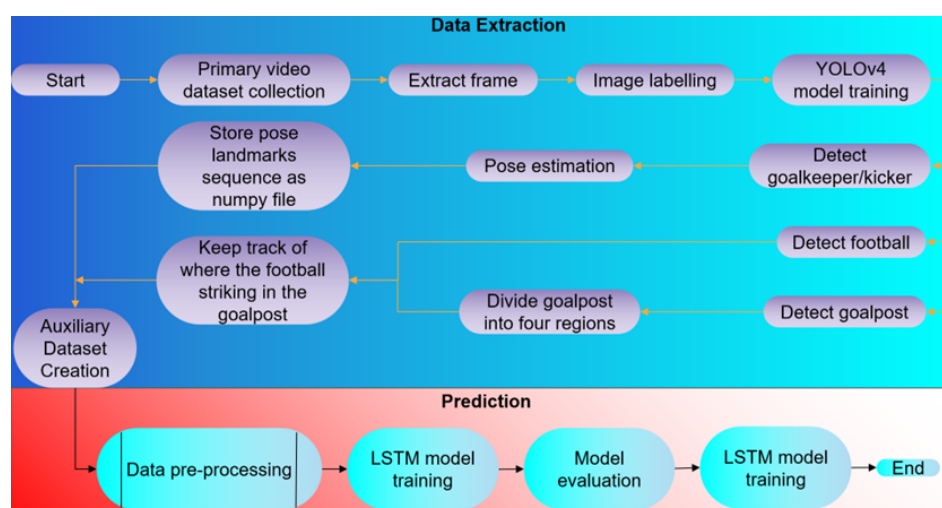 Data Extraction
Start
Primary video
dataset collection
Extract frame
Image labelling
YOLOv4
model training
Store pose
landmarks
sequence as
numpy file
Pose estimation
Detect
goalkeeper/kicker
Keep track of
where the football
striking in the
goalpost
Detect football
Divide goalpost
into four regions
Detect goalpost
Auxiliary
Dataset
Creation
Prediction
Data pre-processing
LSTM model
training
Model
evaluation
LSTM model
training
End